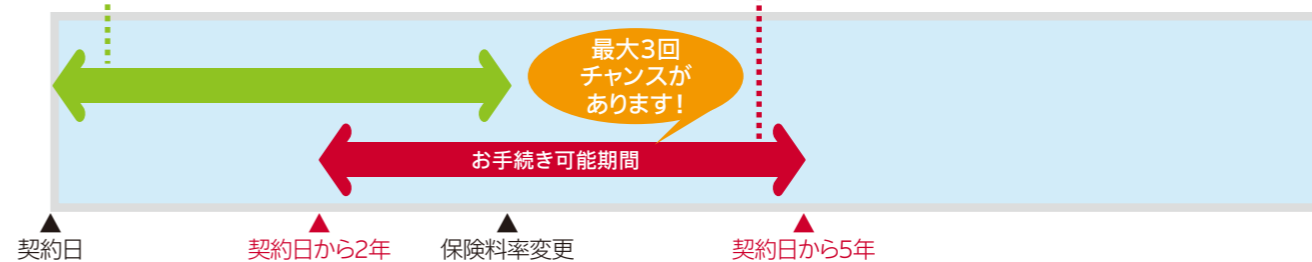 最大3回
チャンスが
あります!
お手続き可能期間
▲
契約日
▲
契約日から2年
▲
保険料率変更
▲
契約日から5年